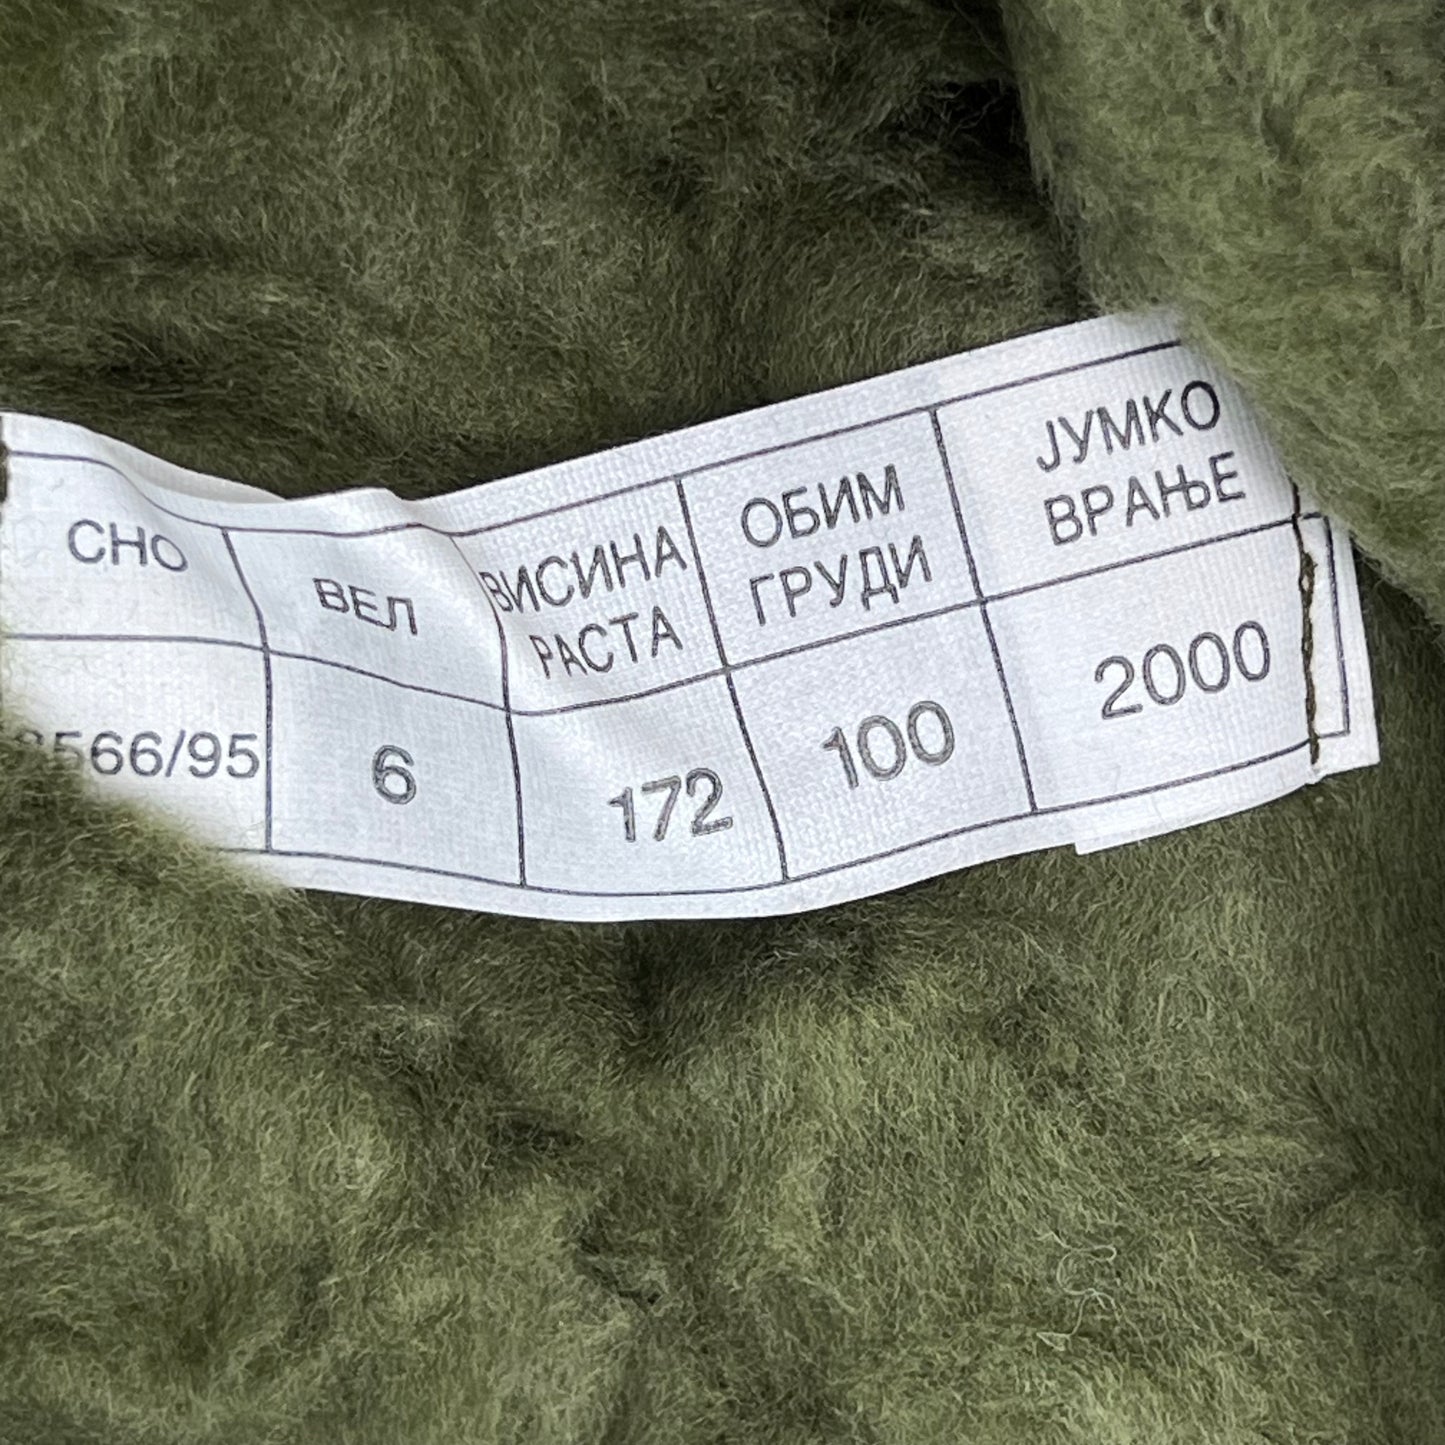 СНО
ВЕЛ
ВИСИНА
РАСТА
ОБИМ
ГРУДИ
ЈУМКО
ВРАЊЕ
566/95
6
172
100
2000